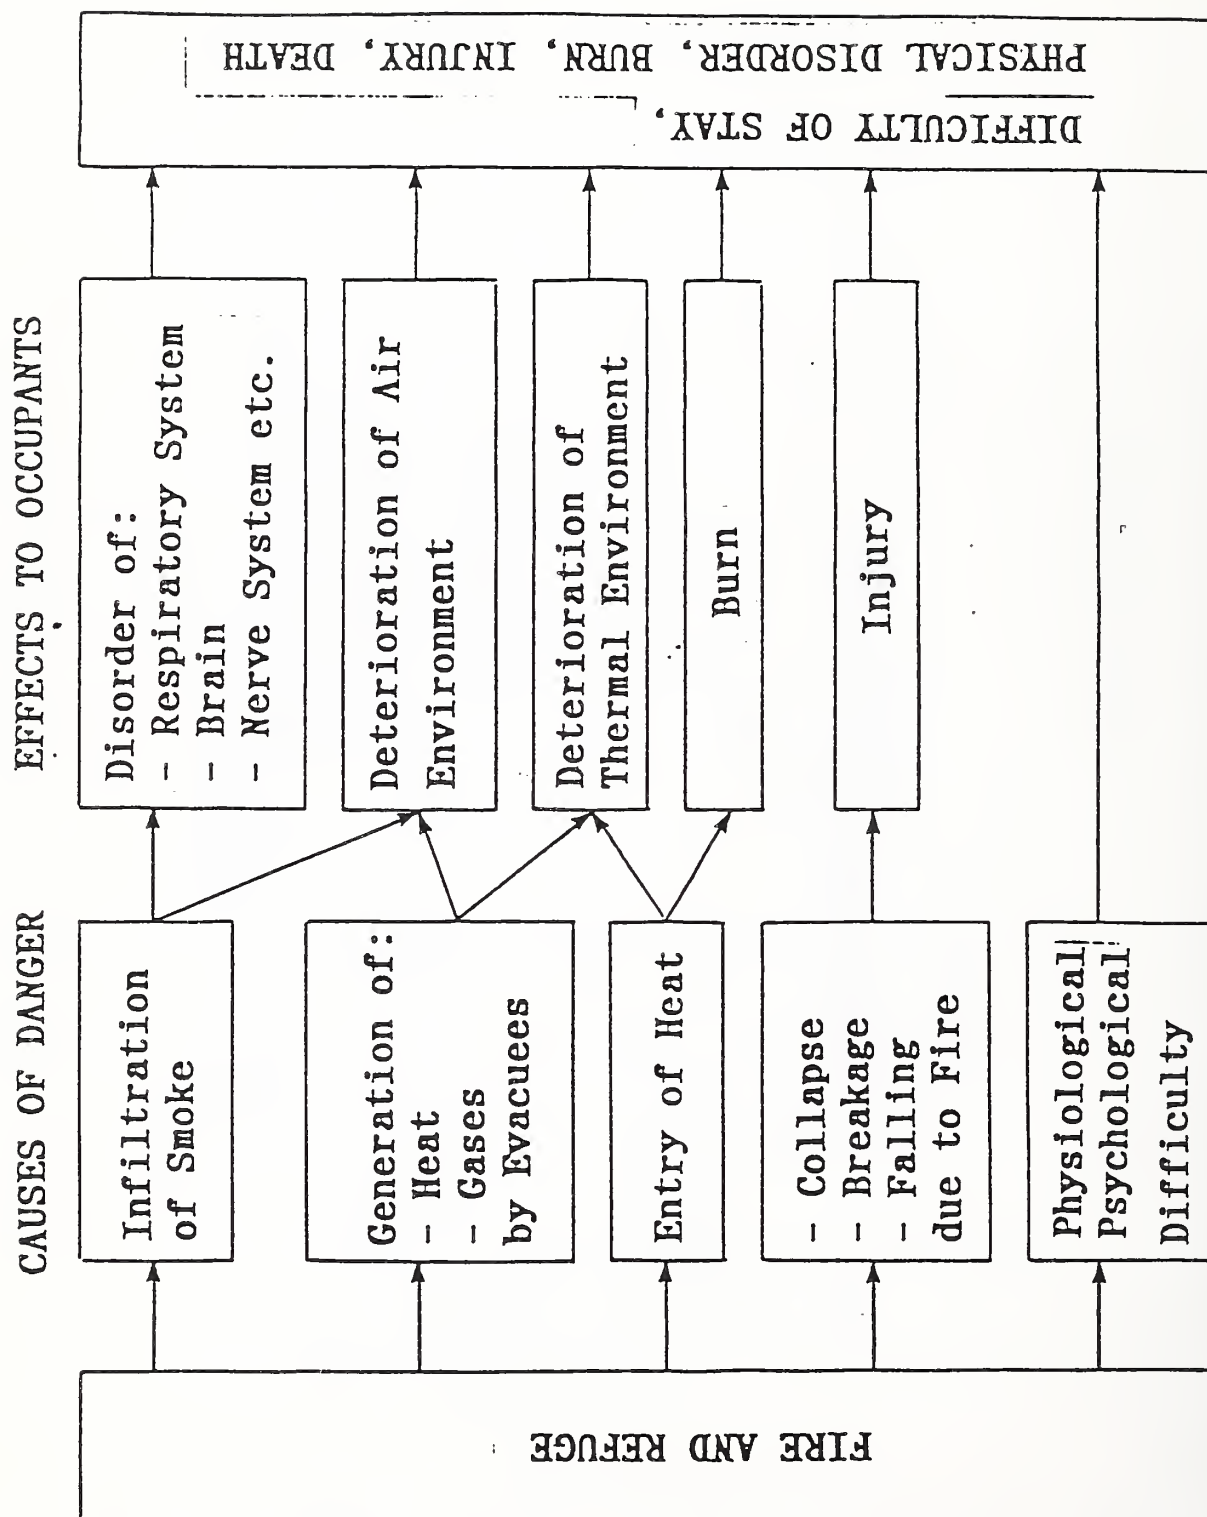 CAUSES OF DANGER
EFFECTS TO OCCUPANTS
FIRE AND REFUGE
Infiltration
of Smoke
Generation of:
- Heat
- Gases
by Evacuees
Entry of Heat
- Collapse
- Breakage
- Falling
due to Fire
Physiological
Psychological
Difficulty
Disorder of:
- Respiratory System
- Brain
- Nerve System etc.
Deterioration of Air
Environment
Deterioration of
Thermal Environment
Burn
Injury
DIFFICULTY OF STAY,
PHYSICAL DISORDER, BURN, INJURY, DEATH